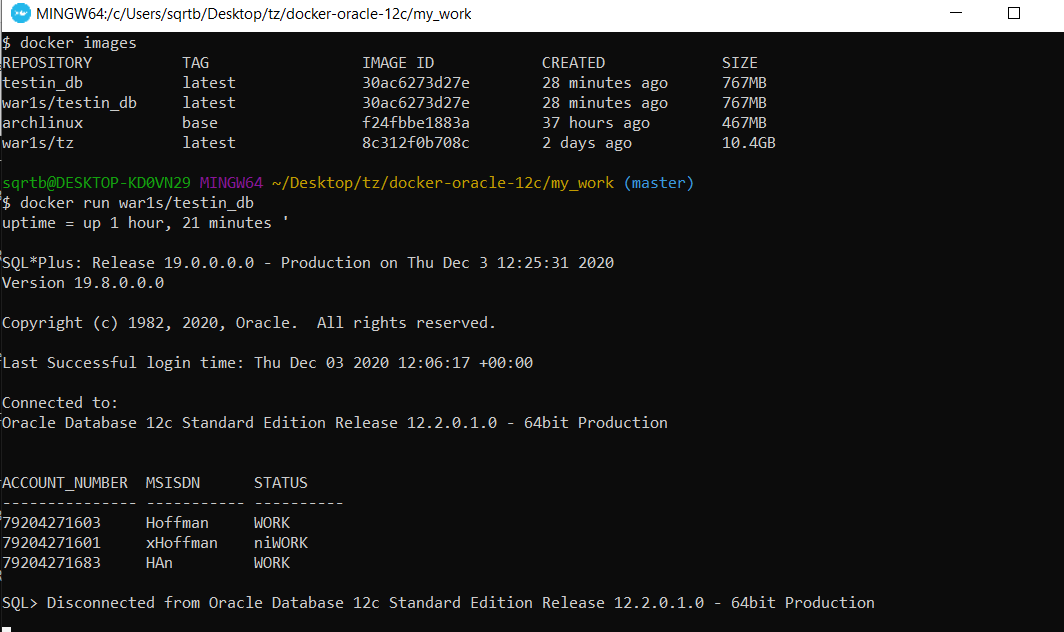 MINGW64:/c/Users/sqrtb/Desktop/tz/docker-oracle-12c/my_work
$ docker images
REPOSITORY TAG IMAGE ID CREATED SIZE
testin_db latest 30ac6273d27e 28 minutes ago 767MB
war1s/testin_db latest 30ac6273d27e 28 minutes ago 767MB
archlinux base f24fbbe1883a 37 hours ago 467MB
war1s/tz latest 8c312f0b708c 2 days ago 10.4GB
sqrtb@DESKTOP-KD0VN29 MINGW64 ~/Desktop/tz/docker-oracle-12c/my_work (master)
$ docker run war1s/testin_db
uptime = up 1 hour, 21 minutes '
SQL*Plus: Release 19.0.0.0.0 - Production on Thu Dec 3 12:25:31 2020
Version 19.8.0.0.0
Copyright (c) 1982, 2020, Oracle.  All rights reserved.
Last Successful login time: Thu Dec 03 2020 12:06:17 +00:00
Connected to:
Oracle Database 12c Standard Edition Release 12.2.0.1.0 - 64bit Production
ACCOUNT_NUMBER MSISDN STATUS
--------------- ----------- ----------
79204271603 Hoffman WORK
79204271601 xHoffman niWORK
79204271683 HAn WORK
SQL> Disconnected from Oracle Database 12c Standard Edition Release 12.2.0.1.0 - 64bit Production